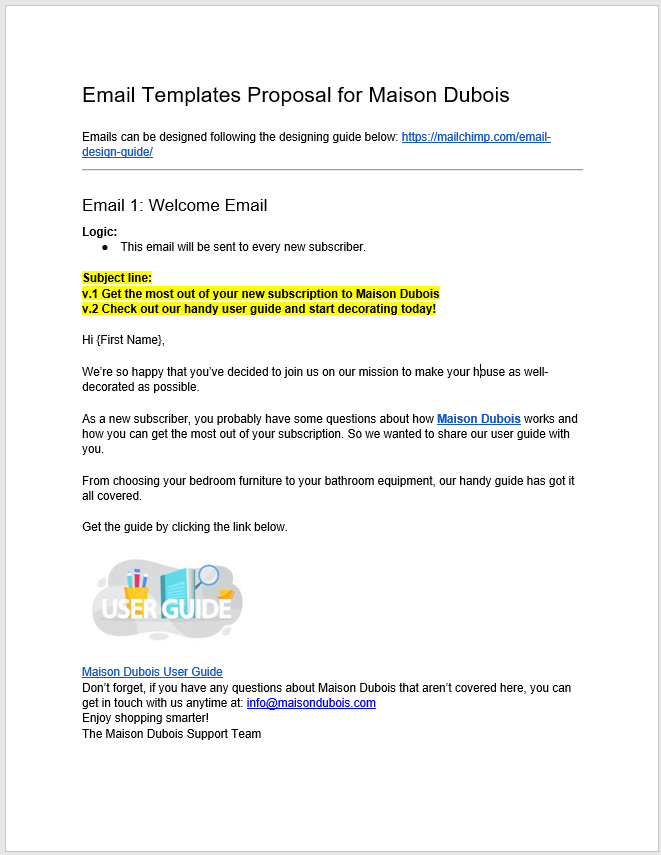 Email Templates Proposal for Maison Dubois
Emails can be designed following the designing guide below: https://mailchimp.com/email-
design-guide/
Email 1: Welcome Email
Logic:
● This email will be sent to every new subscriber.
Subject line:
v.1 Get the most out of your new subscription to Maison Dubois
v.2 Check out our handy user guide and start decorating today!
Hi {First Name},
We're so happy that you've decided to join us on our mission to make your house as well-
decorated as possible.
As a new subscriber, you probably have some questions about how Maison Dubois works and
how you can get the most out of your subscription. So we wanted to share our user guide with
you.
From choosing your bedroom furniture to your bathroom equipment, our handy guide has got it
all covered.
Get the guide by clicking the link below.
USER GUIDE
Maison Dubois User Guide
Don't forget, if you have any questions about Maison Dubois that aren't covered here, you can
get in touch with us anytime at: info@maisondubois.com
Enjoy shopping smarter!
The Maison Dubois Support Team